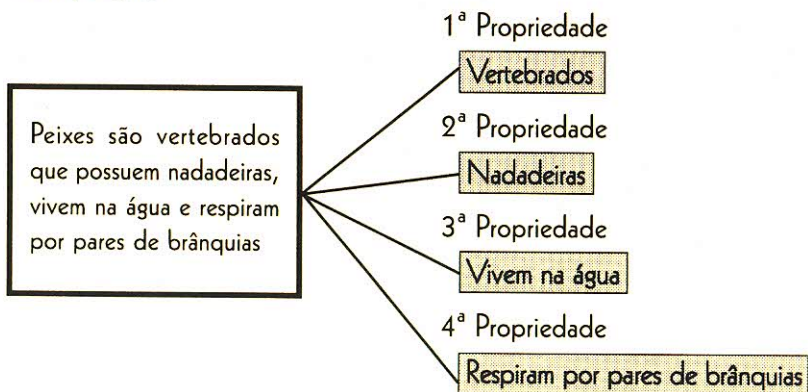 Peixes são vertebrados
que possuem nadadeiras,
vivem na água e respiram
por pares de brânquias
1ª Propriedade
Vertebrados
2ª Propriedade
Nadadeiras
3ª Propriedade
Vivem na água
4ª Propriedade
Respiram por pares de brânquias